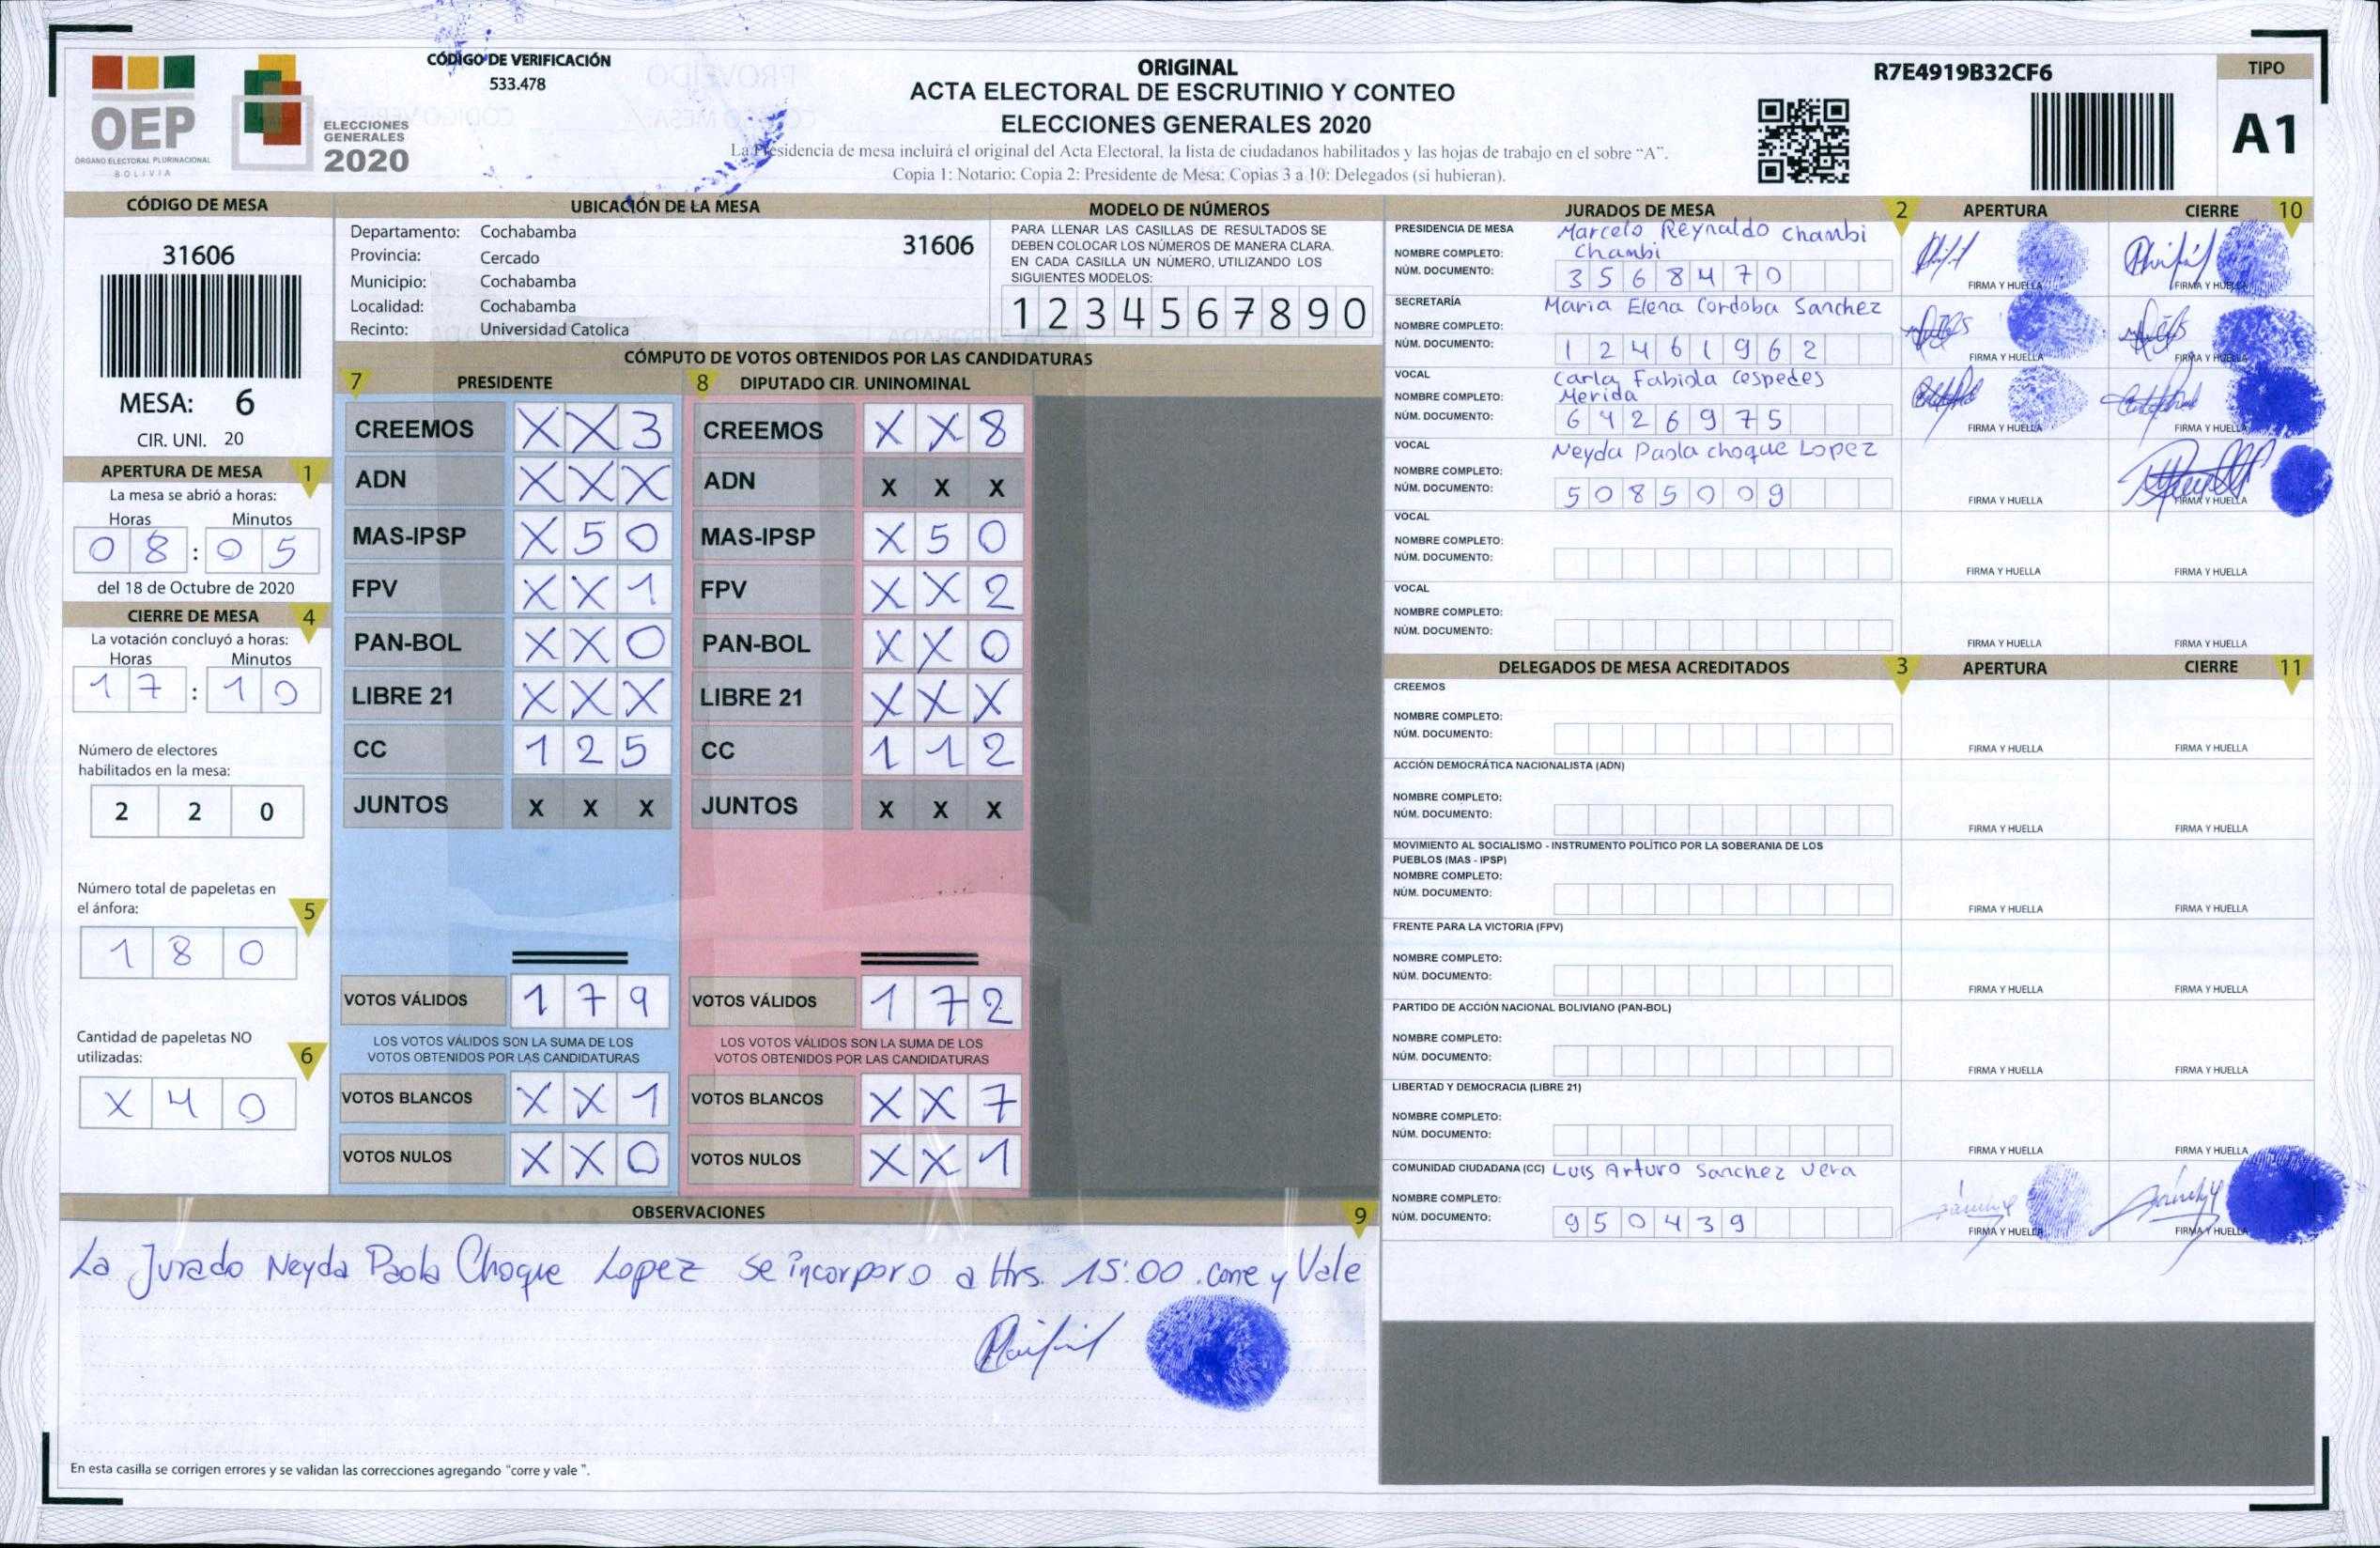 OEP
ÓRGANO ELECTORAL PLURINACIONAL
BOLIVIA
ELECCIONES
GENERALES
2020
CÓDIGO DE VERIFICACIÓN
533.478
ORIGINAL
ACTA ELECTORAL DE ESCRUTINIO Y CONTEO
ELECCIONES GENERALES 2020
La Presidencia de mesa incluirá el original del Acta Electoral, la lista de ciudadanos habilitados y las hojas de trabajo en el sobre "A".
Copia 1: Notario; Copia 2: Presidente de Mesa; Copias 3 a 10: Delegados (si hubieran).
R7E4919B32CF6
TIPO
A1
CÓDIGO DE MESA
31606
MESA: 6
CIR. UNI. 20
APERTURA DE MESA 1
La mesa se abrió a horas:
Horas Minutos
08 : 05
del 18 de Octubre de 2020
CIERRE DE MESA 4
La votación concluyó a horas:
Horas Minutos
17 : 10
Número de electores
habilitados en la mesa:
2 2 0
Número total de papeletas en
el ánfora: 5
1 8 0
Cantidad de papeletas NO
utilizadas: 6
X 4 0
UBICACIÓN DE LA MESA
Departamento: Cochabamba 31606
Provincia: Cercado
Municipio: Cochabamba
Localidad: Cochabamba
Recinto: Universidad Catolica
MODELO DE NÚMEROS
PARA LLENAR LAS CASILLAS DE RESULTADOS SE
DEBEN COLOCAR LOS NÚMEROS DE MANERA CLARA.
EN CADA CASILLA UN NÚMERO, UTILIZANDO LOS
SIGUIENTES MODELOS:
1 2 3 4 5 6 7 8 9 0
CÓMPUTO DE VOTOS OBTENIDOS POR LAS CANDIDATURAS
7 PRESIDENTE 8 DIPUTADO CIR. UNINOMINAL
CREEMOS X X 3 CREEMOS X X 8
ADN X X X ADN X X X
MAS-IPSP X 5 0 MAS-IPSP X 5 0
FPV X X 1 FPV X X 2
PAN-BOL X X 0 PAN-BOL X X 0
LIBRE 21 X X X LIBRE 21 X X X
CC 1 2 5 CC 1 1 2
JUNTOS X X X JUNTOS X X X
VOTOS VÁLIDOS 1 7 9 VOTOS VÁLIDOS 1 7 2
LOS VOTOS VÁLIDOS SON LA SUMA DE LOS LOS VOTOS VÁLIDOS SON LA SUMA DE LOS
VOTOS OBTENIDOS POR LAS CANDIDATURAS VOTOS OBTENIDOS POR LAS CANDIDATURAS
VOTOS BLANCOS X X 1 VOTOS BLANCOS X X 7
VOTOS NULOS X X 0 VOTOS NULOS X X 1
OBSERVACIONES 9
La Jurado Neyda Paola Choque Lopez se incorporo a Hrs. 15:00 .Corre y Vale
En esta casilla se corrigen errores y se validan las correcciones agregando "corre y vale ".
JURADOS DE MESA 2 APERTURA CIERRE 10
PRESIDENCIA DE MESA Marcelo Reynaldo Chambi
NOMBRE COMPLETO: Chambi
NÚM. DOCUMENTO: 3568470 FIRMA Y HUELLA FIRMA Y HUELLA
SECRETARÍA Maria Elena Cordoba Sanchez
NOMBRE COMPLETO:
NÚM. DOCUMENTO: 12461962 FIRMA Y HUELLA FIRMA Y HUELLA
VOCAL Carla Fabiola Cespedes
NOMBRE COMPLETO: Merida
NÚM. DOCUMENTO: 6426975 FIRMA Y HUELLA FIRMA Y HUELLA
VOCAL Neyda Paola choque Lopez
NOMBRE COMPLETO:
NÚM. DOCUMENTO: 5085009 FIRMA Y HUELLA FIRMA Y HUELLA
VOCAL
NOMBRE COMPLETO:
NÚM. DOCUMENTO: FIRMA Y HUELLA FIRMA Y HUELLA
VOCAL
NOMBRE COMPLETO:
NÚM. DOCUMENTO: FIRMA Y HUELLA FIRMA Y HUELLA
DELEGADOS DE MESA ACREDITADOS 3 APERTURA CIERRE 11
CREEMOS
NOMBRE COMPLETO:
NÚM. DOCUMENTO: FIRMA Y HUELLA FIRMA Y HUELLA
ACCIÓN DEMOCRÁTICA NACIONALISTA (ADN)
NOMBRE COMPLETO:
NÚM. DOCUMENTO: FIRMA Y HUELLA FIRMA Y HUELLA
MOVIMIENTO AL SOCIALISMO - INSTRUMENTO POLÍTICO POR LA SOBERANIA DE LOS
PUEBLOS (MAS - IPSP)
NOMBRE COMPLETO:
NÚM. DOCUMENTO: FIRMA Y HUELLA FIRMA Y HUELLA
FRENTE PARA LA VICTORIA (FPV)
NOMBRE COMPLETO:
NÚM. DOCUMENTO: FIRMA Y HUELLA FIRMA Y HUELLA
PARTIDO DE ACCIÓN NACIONAL BOLIVIANO (PAN-BOL)
NOMBRE COMPLETO:
NÚM. DOCUMENTO: FIRMA Y HUELLA FIRMA Y HUELLA
LIBERTAD Y DEMOCRACIA (LIBRE 21)
NOMBRE COMPLETO:
NÚM. DOCUMENTO: FIRMA Y HUELLA FIRMA Y HUELLA
COMUNIDAD CIUDADANA (CC) Luis Arturo Sanchez Vera
NOMBRE COMPLETO:
NÚM. DOCUMENTO: 950439 FIRMA Y HUELLA FIRMA Y HUELLA